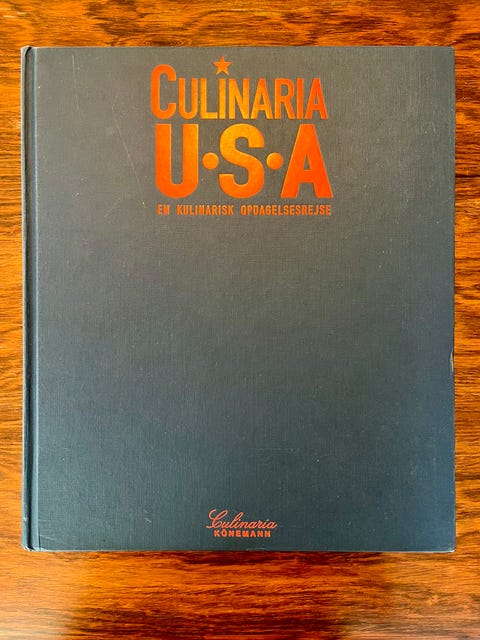 CULINARIA
U•S•A
EN KULINARISK OPDAGELSESREJSE
Culinaria
KÖNEMANN